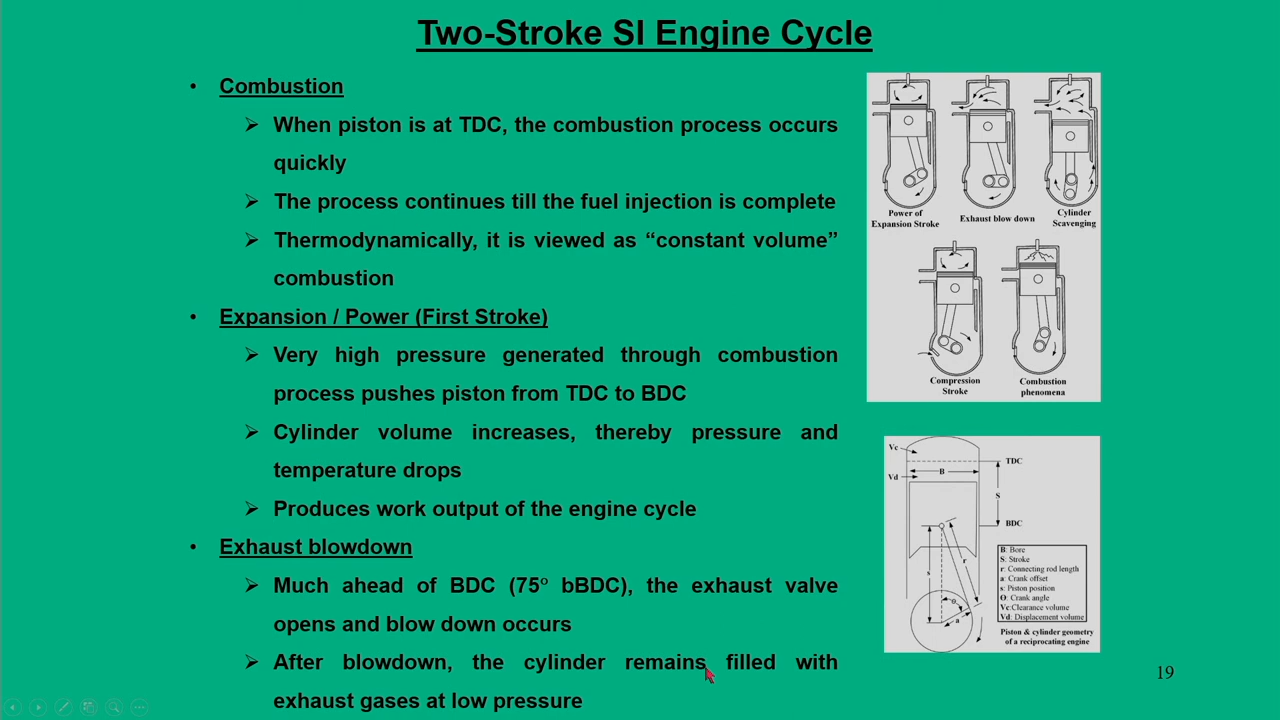 Two-Stroke SI Engine Cycle
• Combustion
➢ When piston is at TDC, the combustion process occurs
quickly
➢ The process continues till the fuel injection is complete
➢ Thermodynamically, it is viewed as “constant volume”
combustion
• Expansion / Power (First Stroke)
➢ Very high pressure generated through combustion
process pushes piston from TDC to BDC
➢ Cylinder volume increases, thereby pressure and
temperature drops
➢ Produces work output of the engine cycle
• Exhaust blowdown
➢ Much ahead of BDC (75° bBDC), the exhaust valve
opens and blow down occurs
➢ After blowdown, the cylinder remains filled with
exhaust gases at low pressure
Power of
Expansion Stroke
Exhaust blow down
Cylinder
Scavenging
Compression
Stroke
Combustion
phenomena
Vc
TDC
B
Vd
S
BDC
r
s
Θ
a
B: Bore
S: Stroke
r: Connecting rod length
a: Crank offset
s: Piston position
Θ: Crank angle
Vc:Clearance volume
Vd: Displacement volume
Piston & cylinder geometry
of a reciprocating engine
19